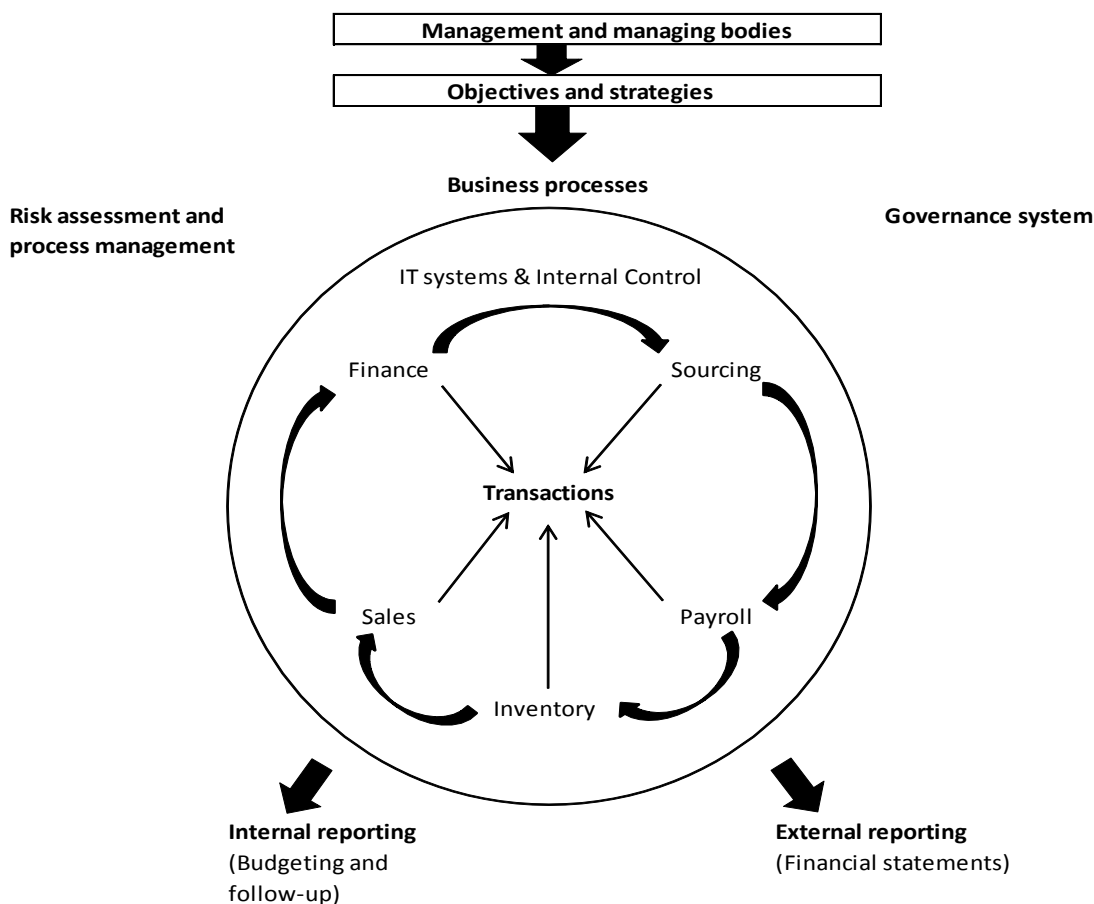 Management and managing bodies
Objectives and strategies
Business processes
Risk assessment and
process management
Governance system
IT systems & Internal Control
Finance
Sourcing
Transactions
Sales
Payroll
Inventory
Internal reporting
(Budgeting and
follow-up)
External reporting
(Financial statements)